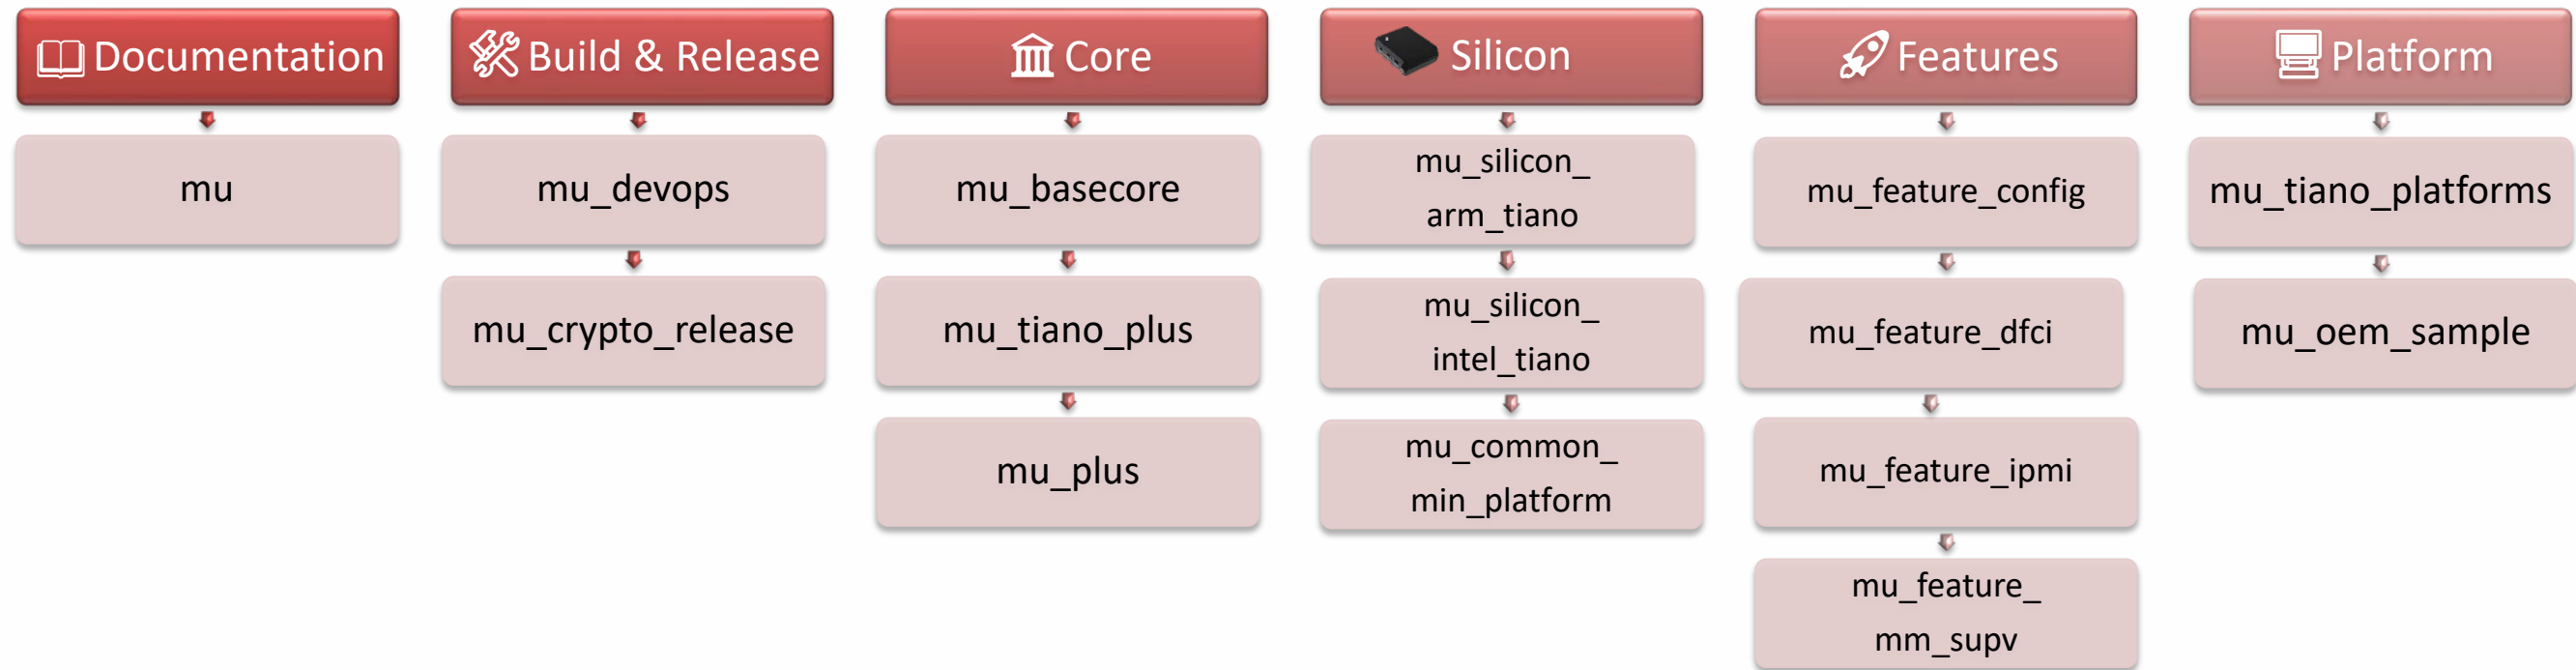 Documentation
mu
Build & Release
mu_devops
mu_crypto_release
Core
mu_basecore
mu_tiano_plus
mu_plus
Silicon
mu_silicon_
arm_tiano
mu_silicon_
intel_tiano
mu_common_
min_platform
Features
mu_feature_config
mu_feature_dfci
mu_feature_ipmi
mu_feature_
mm_supv
Platform
mu_tiano_platforms
mu_oem_sample